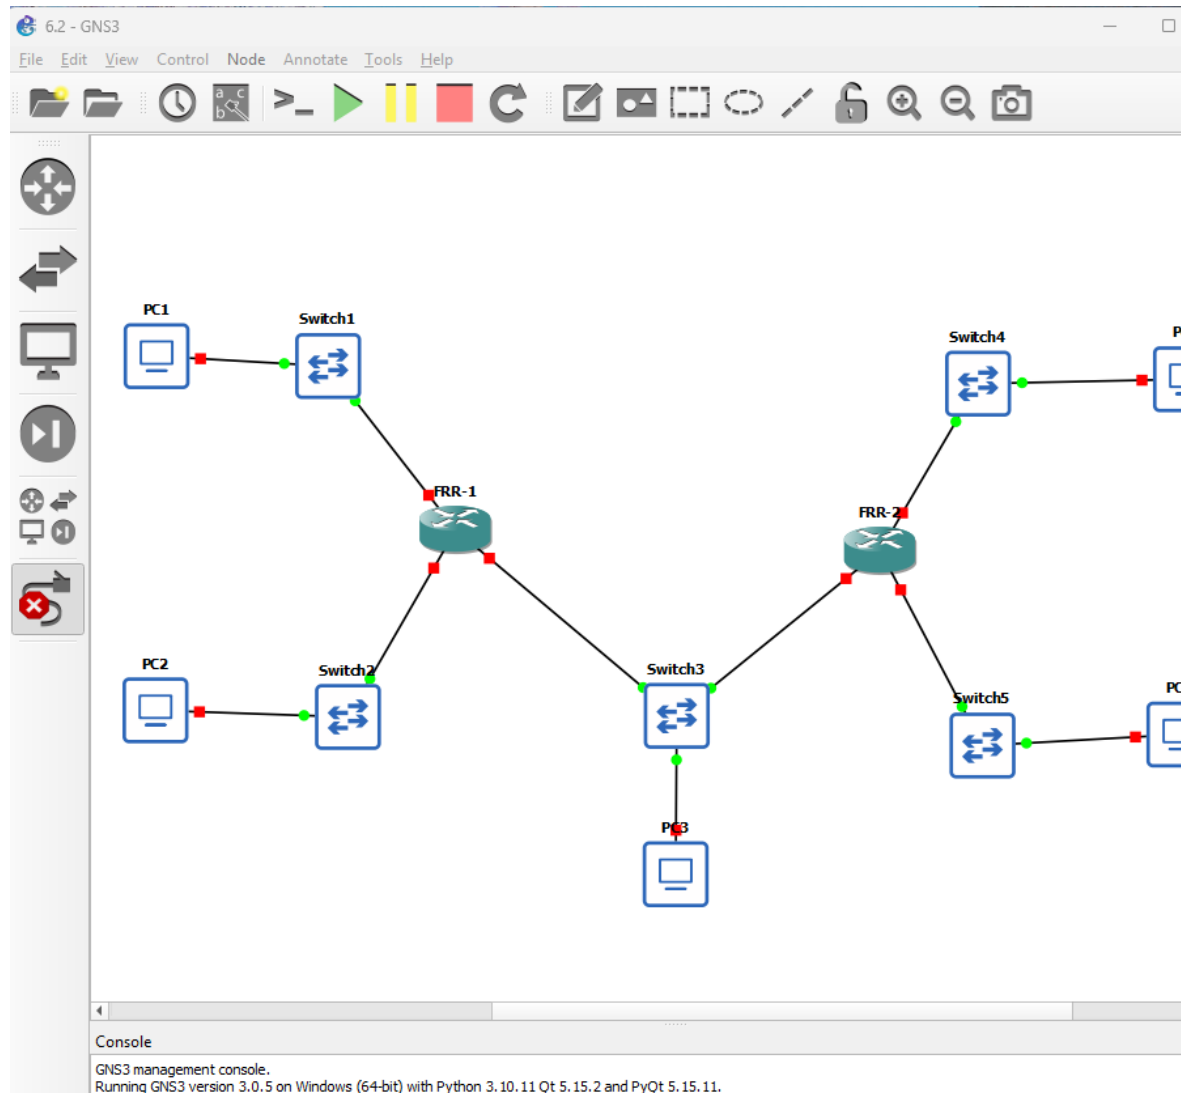 6.2 - GNS3
File Edit View Control Node Annotate Tools Help
PC1
Switch1
Switch4
P
FRR-1
FRR-2
PC2
Switch2
Switch3
Switch5
PC
PC3
Console
GNS3 management console.
Running GNS3 version 3.0.5 on Windows (64-bit) with Python 3.10.11 Qt 5.15.2 and PyQt 5.15.11.